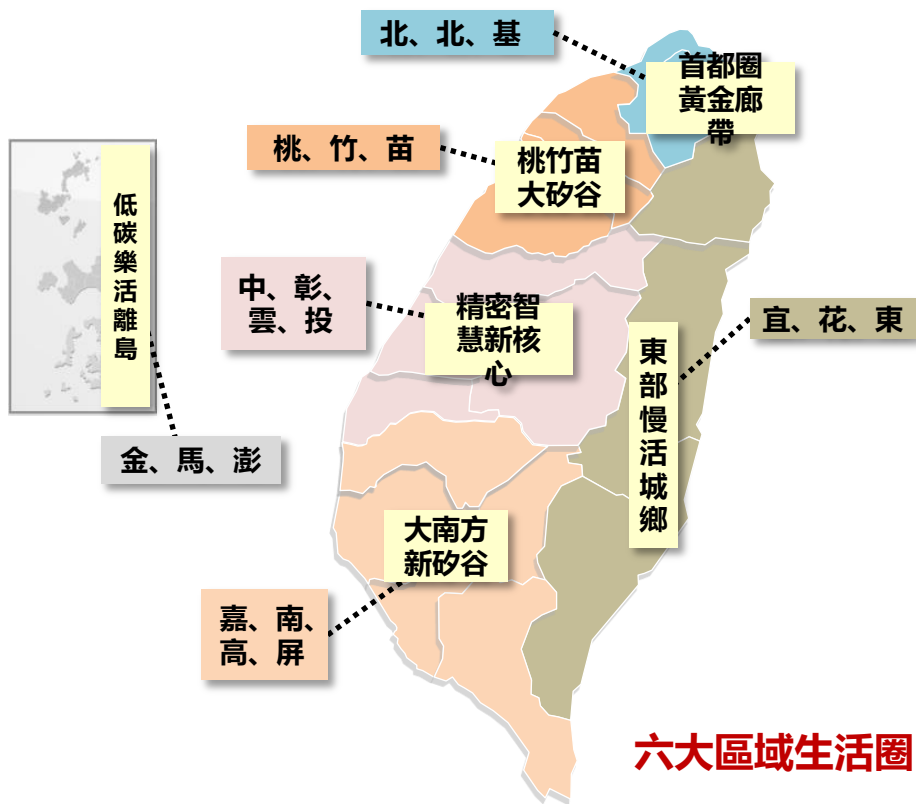 北、北、基
首都圈
黃金廊
帶
桃、竹、苗
桃竹苗
大矽谷
低碳樂活離島
中、彰、
雲、投
精密智
慧新核
心
宜、花、東
東部慢活城鄉
金、馬、澎
大南方
新矽谷
嘉、南、
高、屏
六大區域生活圈